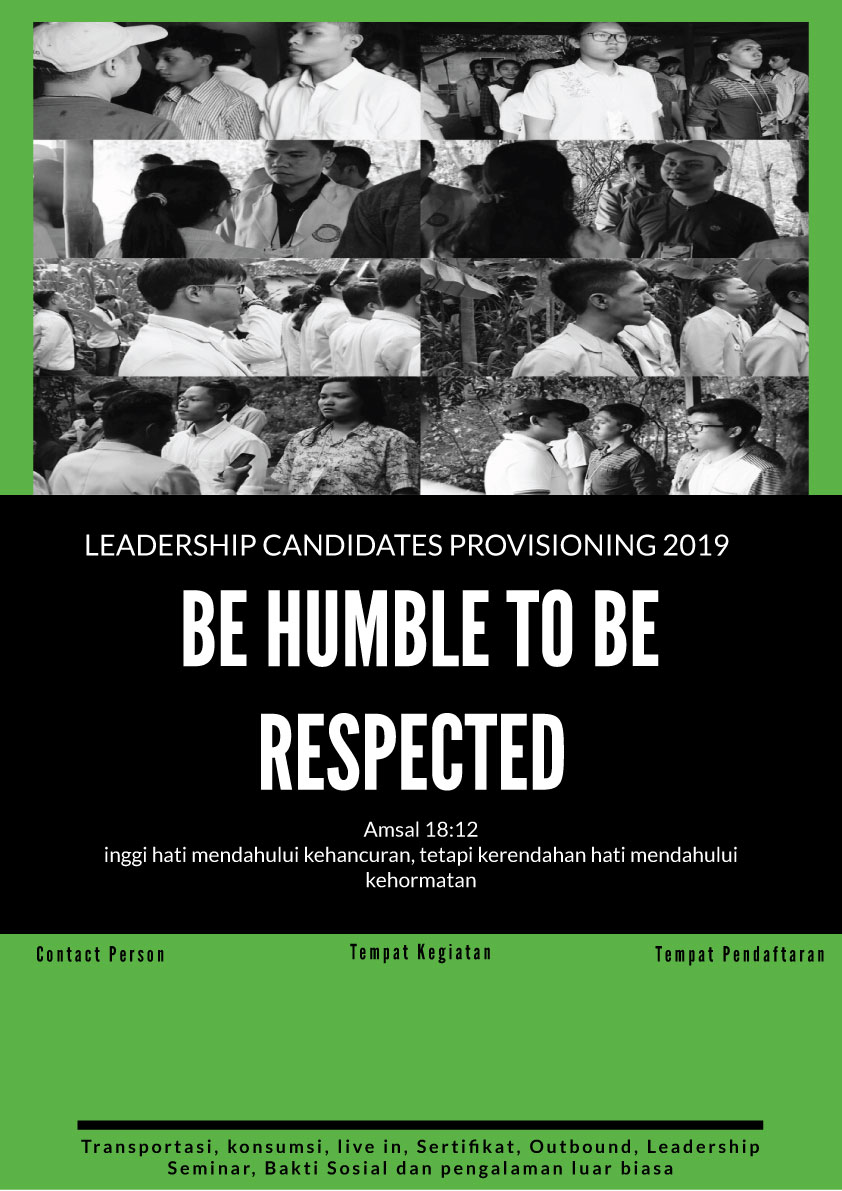 LEADERSHIP CANDIDATES PROVISIONING 2019
BE HUMBLE TO BE
RESPECTED
Amsal 18:12
inggi hati mendahului kehancuran, tetapi kerendahan hati mendahului
kehormatan
Contact Person
Tempat Kegiatan
Tempat Pendaftaran
Transportasi, konsumsi, live in, Sertifikat, Outbound, Leadership
Seminar, Bakti Sosial dan pengalaman luar biasa